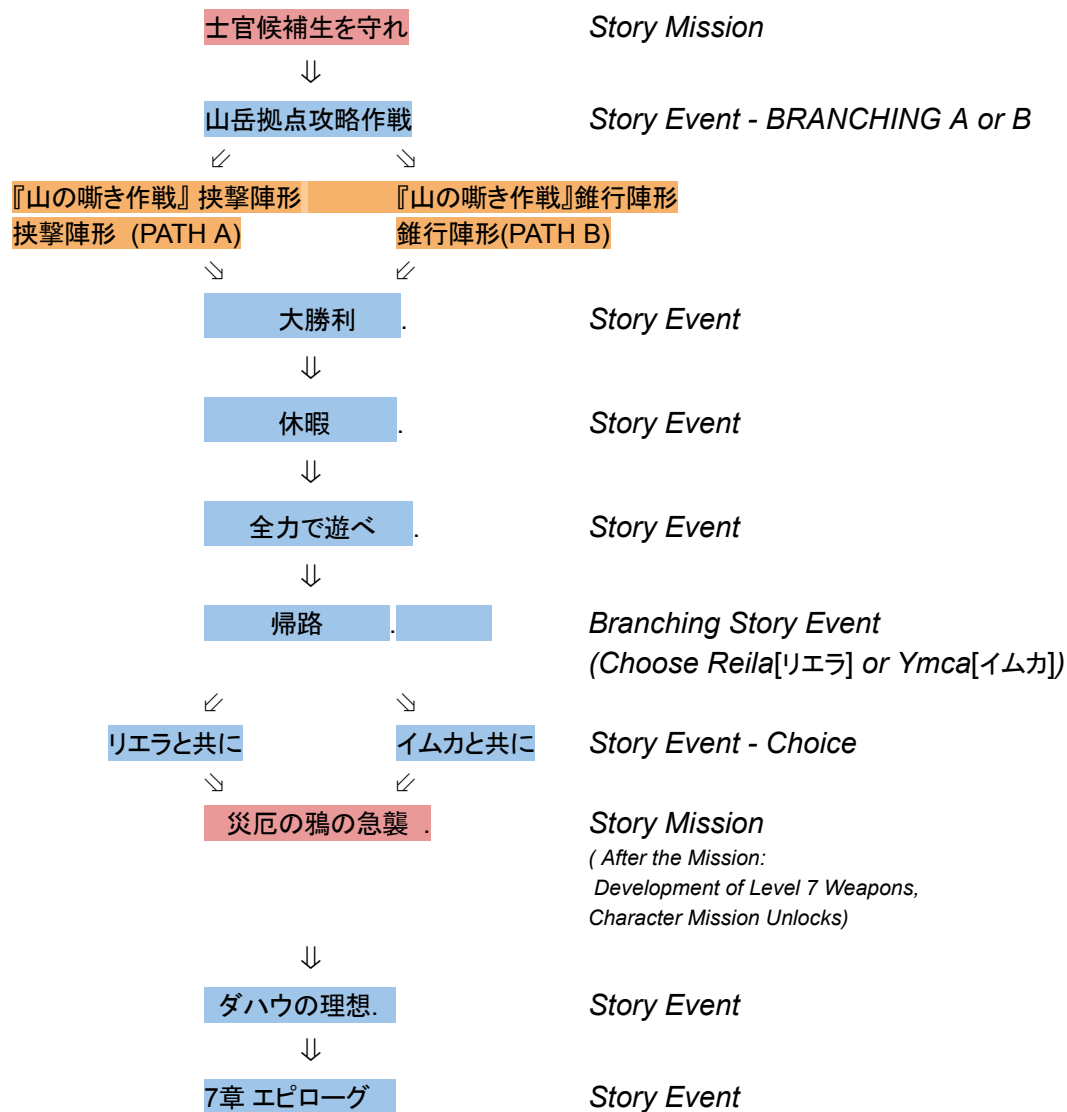 士官候補生を守れ Story Mission
⇓
山岳拠点攻略作戦 Story Event - BRANCHING A or B
⇙ ⇘
『山の嘶き作戦』 挟撃陣形 『山の嘶き作戦』錐行陣形
挟撃陣形 (PATH A) 錐行陣形(PATH B)
⇘ ⇙
大勝利 . Story Event
⇓
休暇 . Story Event
⇓
全力で遊べ . Story Event
⇓
帰路 . Branching Story Event
(Choose Reila[リエラ] or Ymca[イムカ])
⇙ ⇘
リエラと共に イムカと共に Story Event - Choice
⇘ ⇙
災厄の鴉の急襲 . Story Mission
( After the Mission:
Development of Level 7 Weapons,
Character Mission Unlocks)
⇓
ダハウの理想. Story Event
⇓
7章 エピローグ Story Event